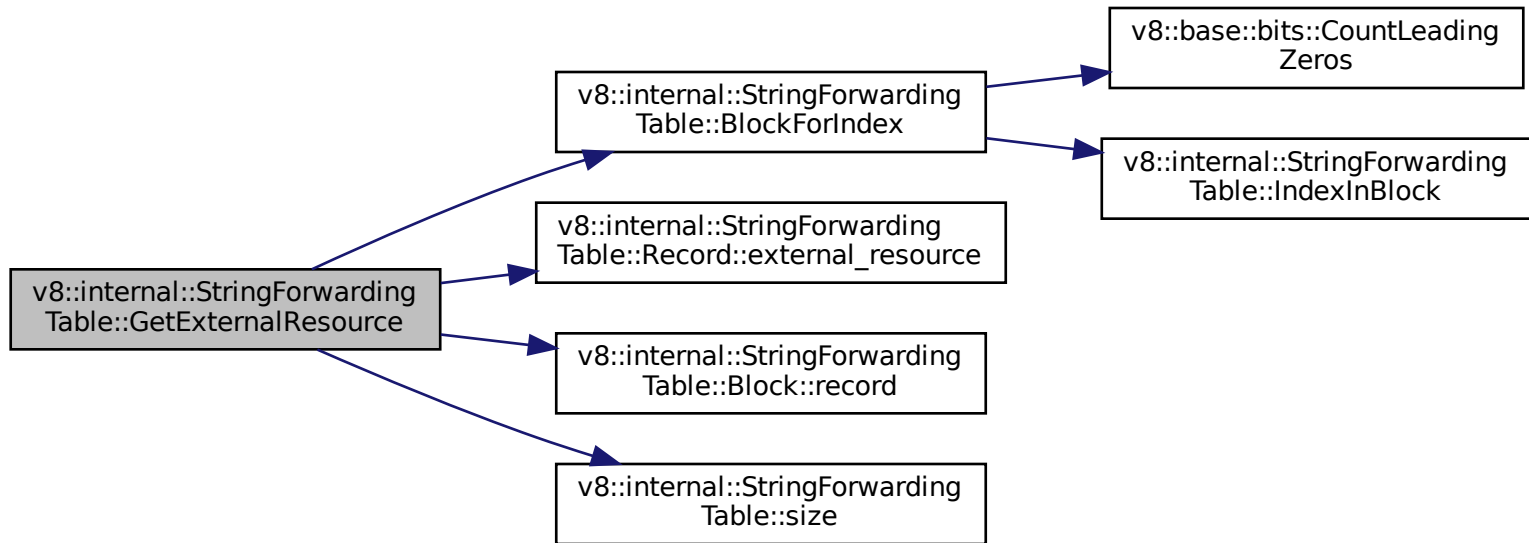 v8::internal::StringForwarding
Table::GetExternalResource
v8::internal::StringForwarding
Table::BlockForIndex
v8::base::bits::CountLeading
Zeros
v8::internal::StringForwarding
Table::IndexInBlock
v8::internal::StringForwarding
Table::Record::external_resource
v8::internal::StringForwarding
Table::Block::record
v8::internal::StringForwarding
Table::size